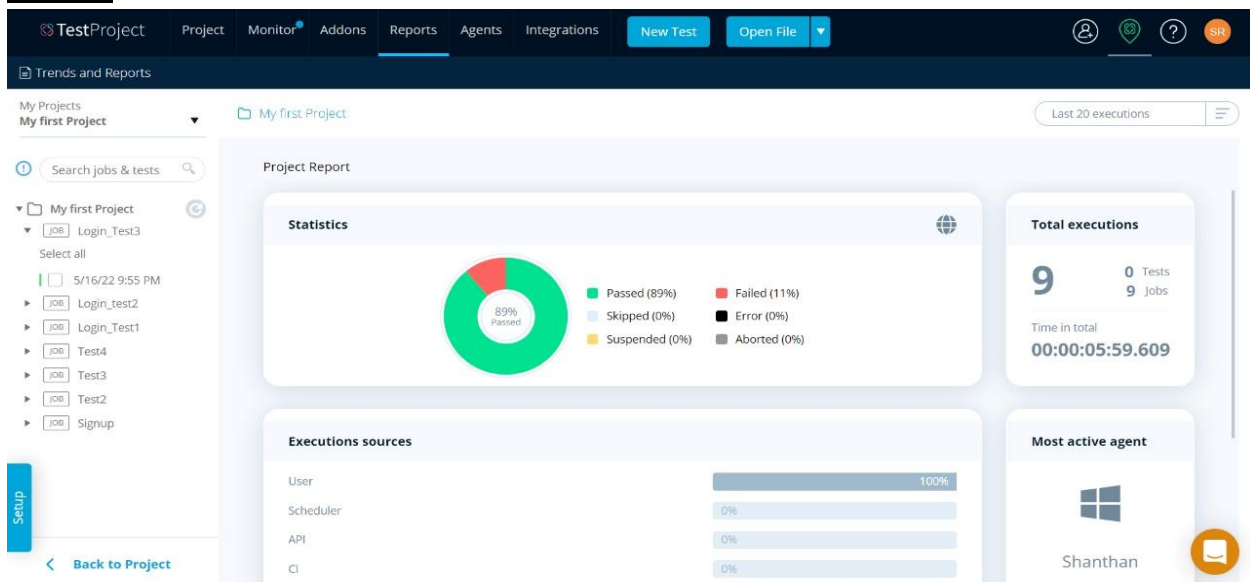 TestProject Project Monitor Addons Reports Agents Integrations New Test Open File SR
Trends and Reports
My Projects
My first Project
My first Project
Last 20 executions
Search jobs & tests
My first Project
JOB Login_Test3
Select all
5/16/22 9:55 PM
JOB Login_test2
JOB Login_Test1
JOB Test4
JOB Test3
JOB Test2
JOB Signup
Setup
Back to Project
Project Report
Statistics
89%
Passed
Passed (89%) Failed (11%)
Skipped (0%) Error (0%)
Suspended (0%) Aborted (0%)
Total executions
9
0 Tests
9 Jobs
Time in total
00:00:05:59.609
Executions sources
User 100%
Scheduler 0%
API 0%
CI 0%
Most active agent
Shanthan